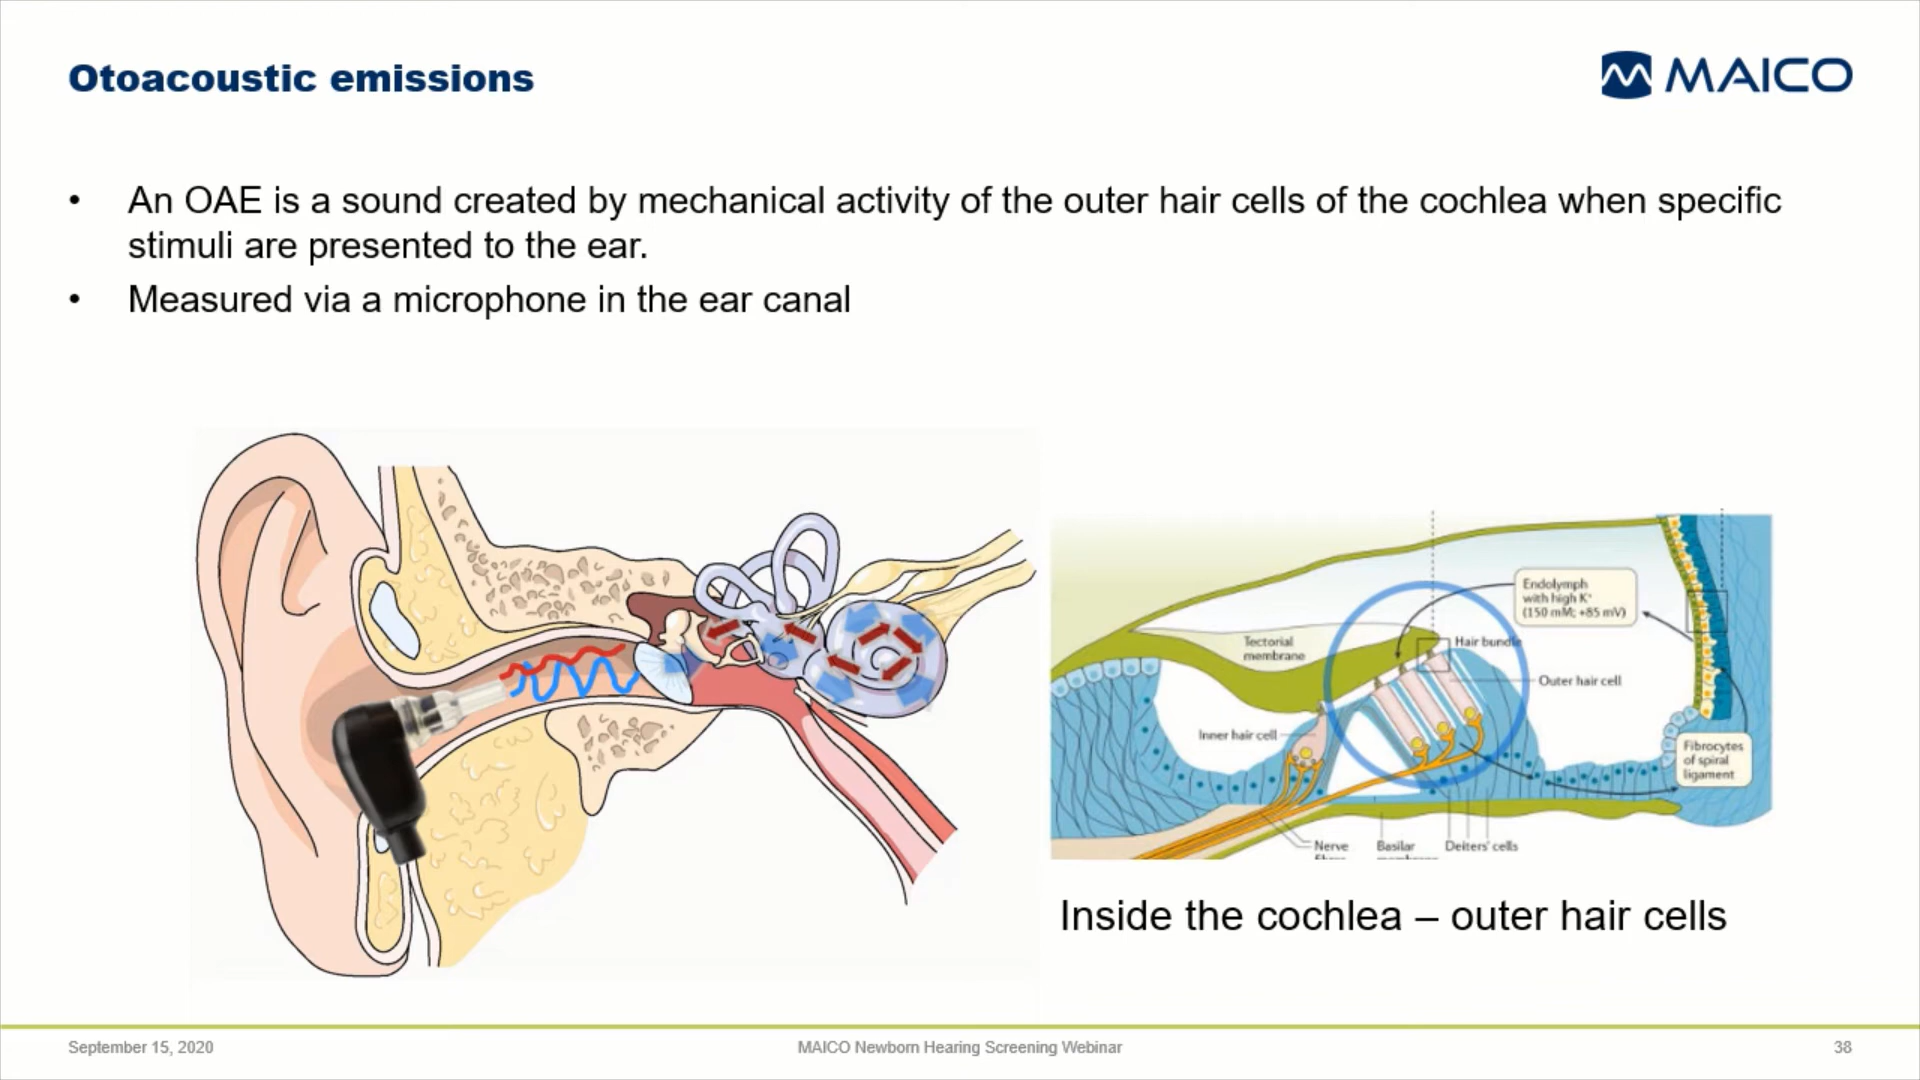 Otoacoustic emissions
MAICO
• An OAE is a sound created by mechanical activity of the outer hair cells of the cochlea when specific
stimuli are presented to the ear.
• Measured via a microphone in the ear canal
Endolymph
with high K⁺
(150 mM; +85 mV)
Tectorial
membrane
Hair bundle
Outer hair cell
Inner hair cell
Fibrocytes
of spiral
ligament
Nerve
Basilar
Deiters' cells
Inside the cochlea – outer hair cells
September 15, 2020
MAICO Newborn Hearing Screening Webinar
38